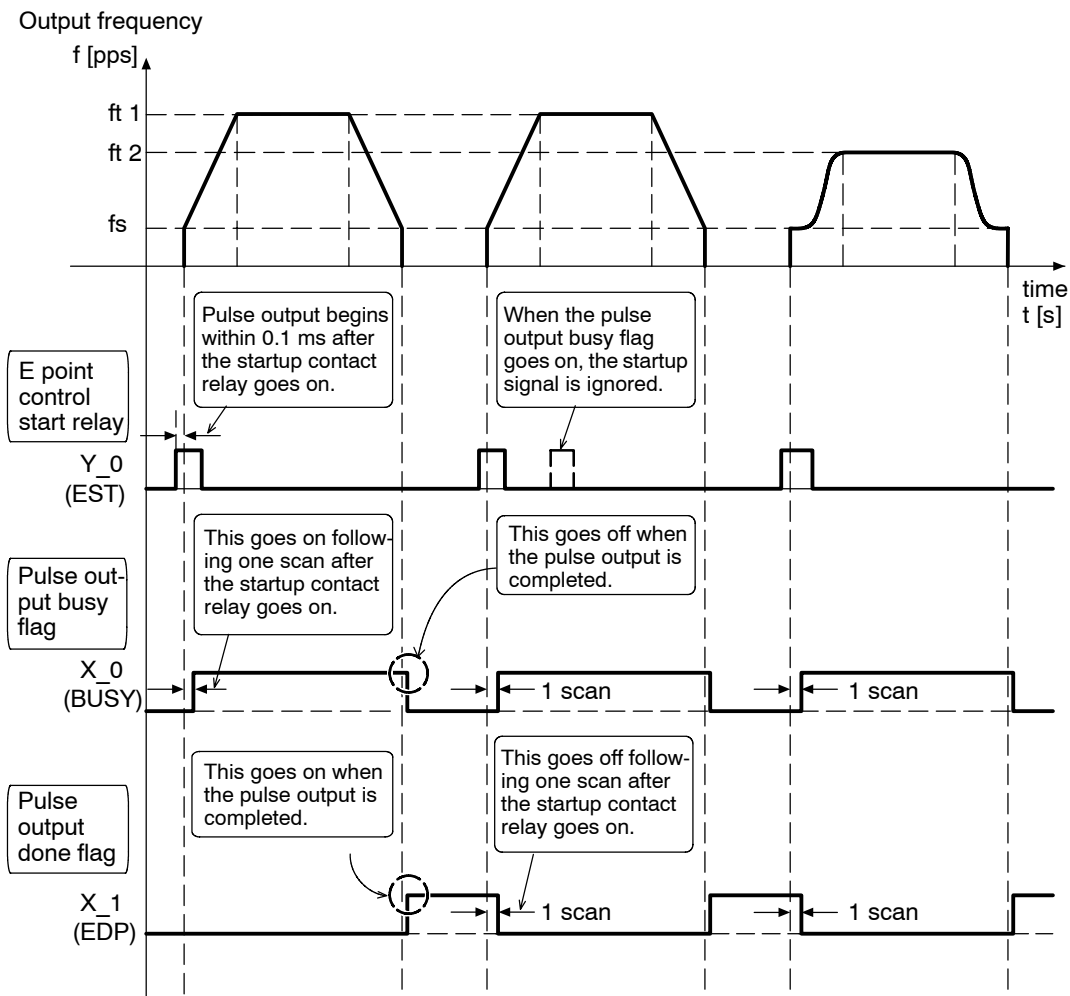 Output frequency
f [pps]
ft 1
ft 2
fs
time
t [s]
Pulse output begins
within 0.1 ms after
the startup contact
relay goes on.
When the pulse
output busy flag
goes on, the startup
signal is ignored.
E point
control
start relay
Y_0
(EST)
This goes on follow-
ing one scan after
the startup contact
relay goes on.
This goes off when
the pulse output is
completed.
Pulse out-
put busy
flag
X_0
(BUSY)
1 scan
1 scan
This goes on when
the pulse output is
completed.
This goes off follow-
ing one scan after
the startup contact
relay goes on.
Pulse
output
done flag
X_1
(EDP)
1 scan
1 scan